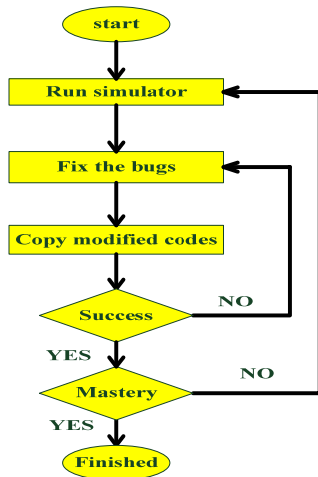 start
Run simulator
Fix the bugs
Copy modified codes
Success
NO
YES
Mastery
NO
YES
Finished